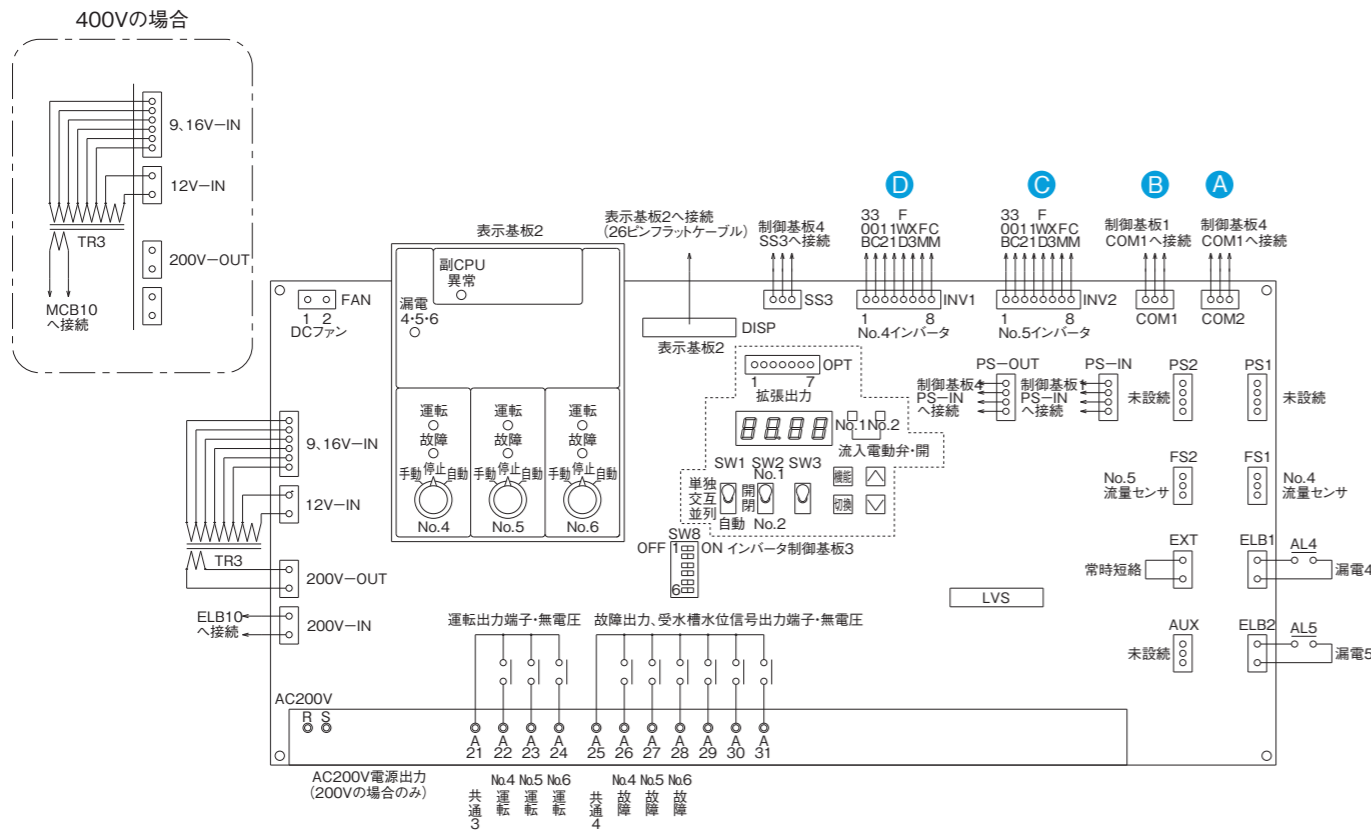 400Vの場合
9、16V-IN
12V-IN
TR3
200V-OUT
MCB10
へ接続
D
C
B
A
33 F
0011WXFC
BC21D3MM
33 F
0011WXFC
BC21D3MM
制御基板1
COM1へ接続
制御基板4
COM1へ接続
表示基板2へ接続
(26ピンフラットケーブル)
制御基板4
SS3へ接続
表示基板2
副CPU
異常
漏電
4・5・6
FAN
1 2
DCファン
SS3
INV1
1 8
No.4インバータ
INV2
1 8
No.5インバータ
COM1
COM2
DISP
表示基板2
OPT
1 7
拡張出力
PS-OUT
制御基板4
PS-IN
へ接続
PS-IN
制御基板1
PS-IN
へ接続
PS2
未設続
PS1
未設続
運転
故障
手動 停止 自動
No.4
運転
故障
手動 停止 自動
No.5
運転
故障
手動 停止 自動
No.6
88.88
No.1 No.2
流入電動弁・開
SW1 SW2 SW3
No.1
単独
交互
並列
開
閉
自動
No.2
機能
切換
FS2
No.5
流量センサ
FS1
No.4
流量センサ
9、16V-IN
12V-IN
TR3
200V-OUT
ELB10
へ接続
200V-IN
SW8
OFF 1 ON
6
インバータ制御基板3
EXT
常時短絡
ELB1
AL4
漏電4
LVS
AUX
未設続
ELB2
AL5
漏電5
運転出力端子・無電圧
故障出力、受水槽水位信号出力端子・無電圧
AC200V
R S
A
21
A
22
A
23
A
24
A
25
A
26
A
27
A
28
A
29
A
30
A
31
AC200V電源出力
(200Vの場合のみ)
共通3
No.4運転
No.5運転
No.6運転
共通4
No.4故障
No.5故障
No.6故障